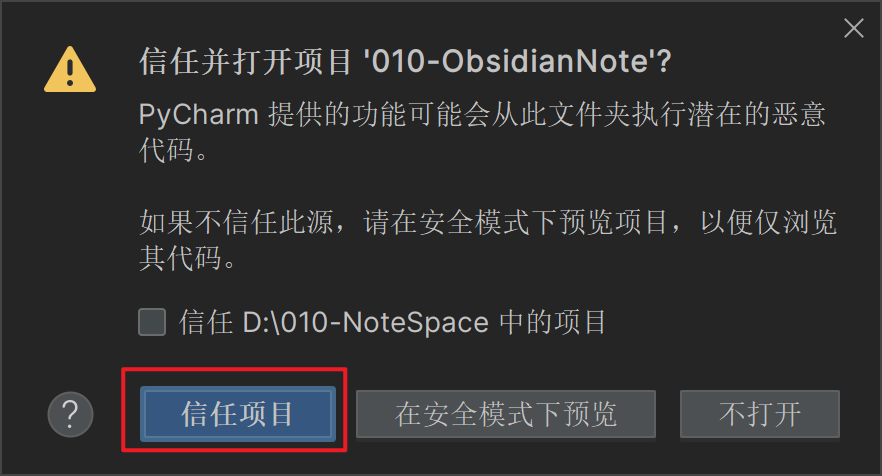 信任并打开项目 '010-ObsidianNote'?
PyCharm 提供的功能可能会从此文件夹执行潜在的恶意
代码。
如果不信任此源，请在安全模式下预览项目，以便仅浏览
其代码。
信任 D:\010-NoteSpace 中的项目
? 信任项目 在安全模式下预览 不打开